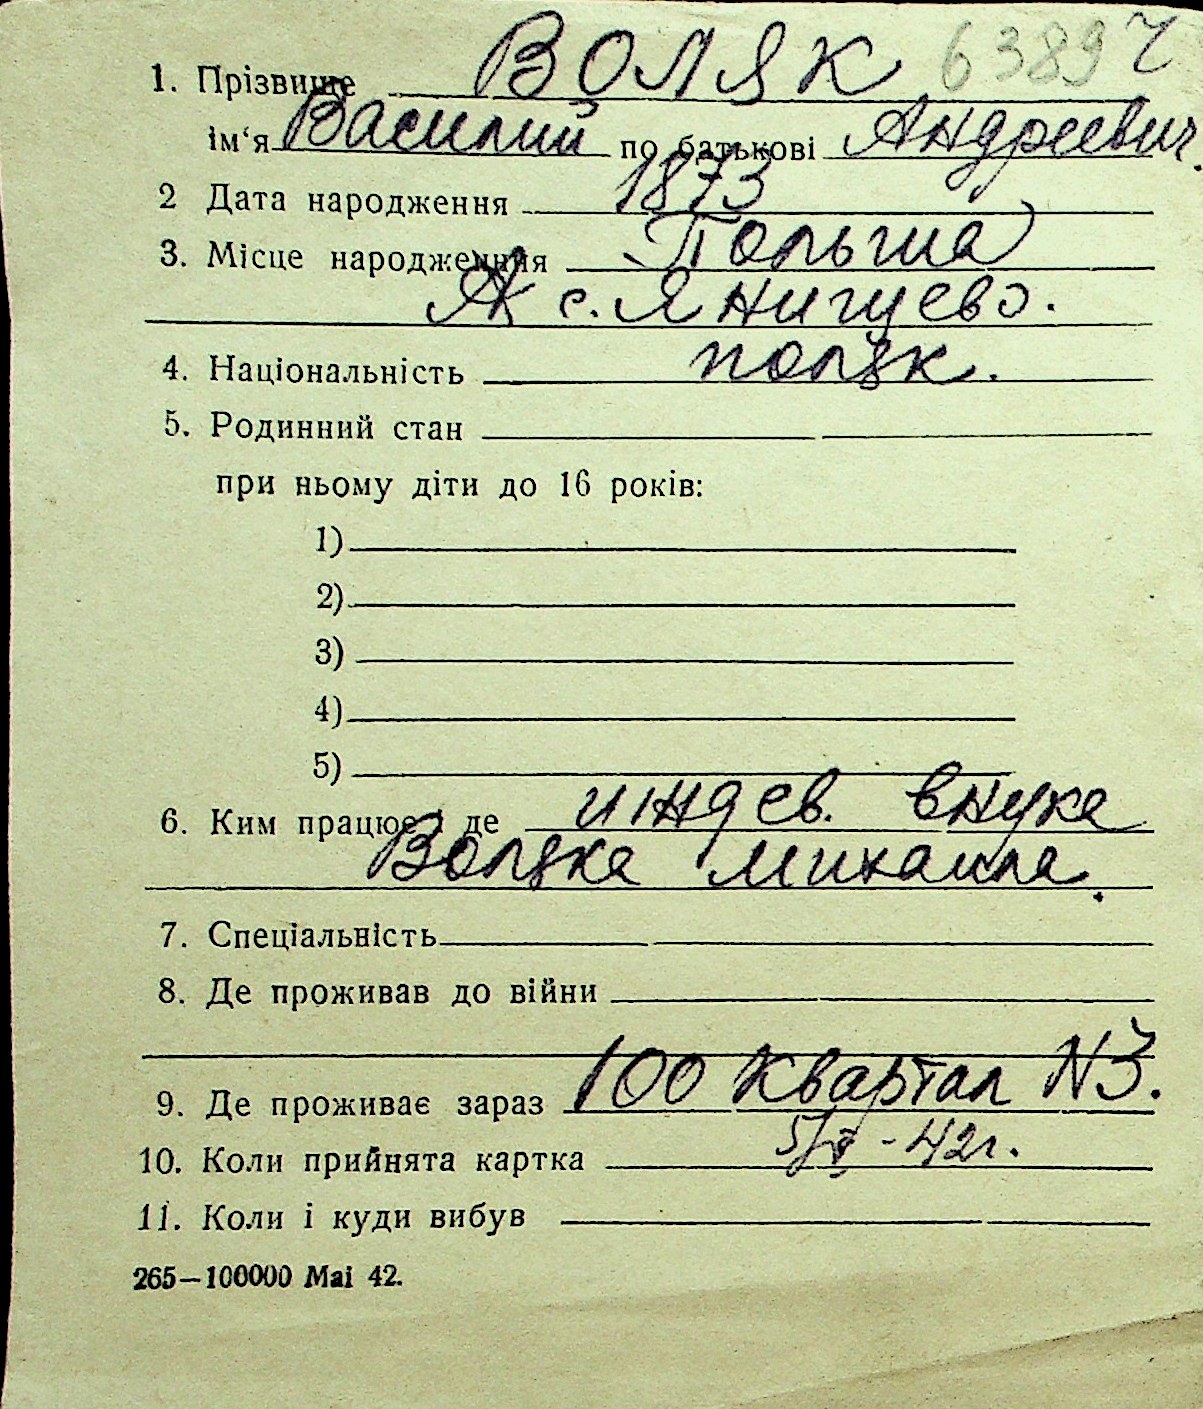 6389 Ч
1. Прізвище ВОЛЯК
ім‘я Василий по батькові Андреевич.
2 Дата народження 1873
3. Місце народження Польша
с. Янигцево.
4. Національність поляк.
5. Родинний стан
при ньому діти до 16 років:
1)
2)
3)
4)
5)
6. Ким працює і де иждев. внука
Воляка Михаила.
7. Спеціальність
8. Де проживав до війни
9. Де проживає зараз 100 квартал N3.
10. Коли прийнята картка -42г.
11. Коли і куди вибув
265—100000 Mai 42.